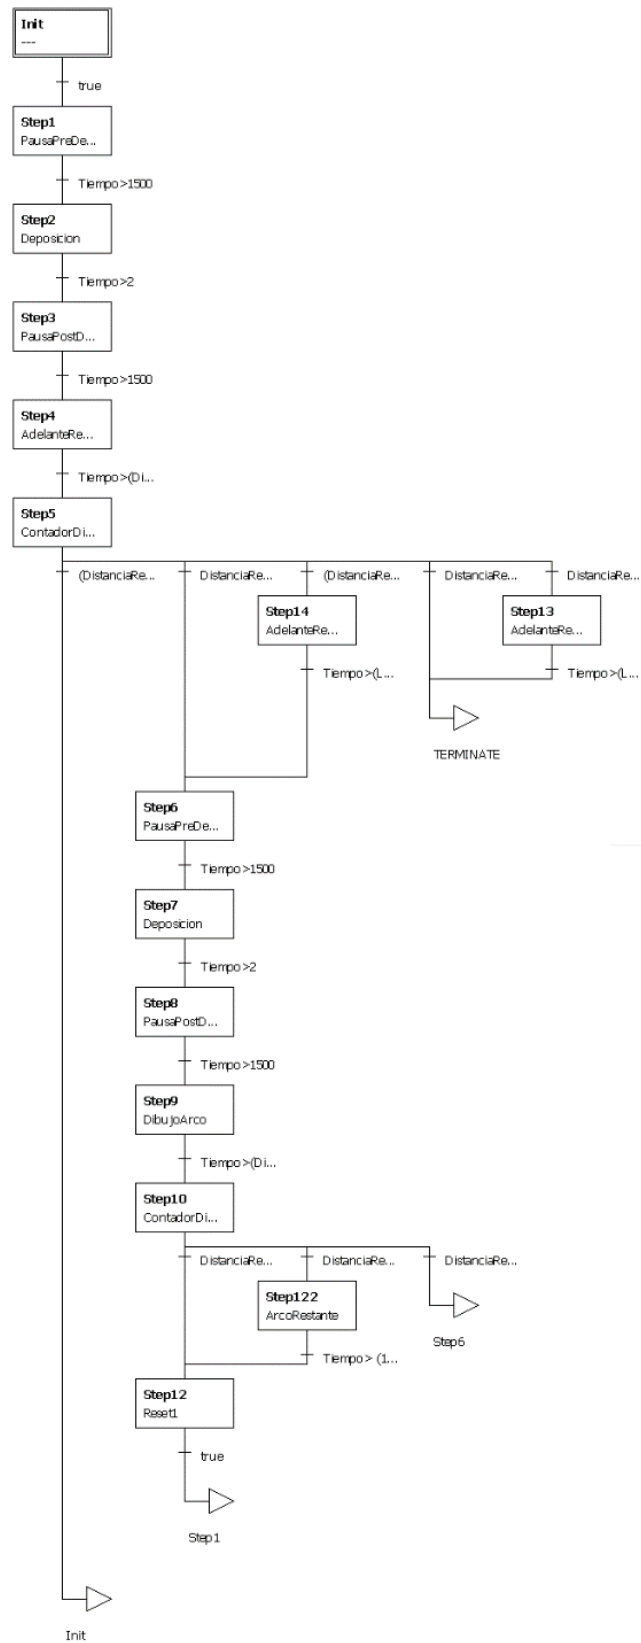 Init
---
true
Step1
PausaPreDe...
Tiempo>1500
Step2
Deposicion
Tiempo>2
Step3
PausaPostD...
Tiempo>1500
Step4
AdelanteRe...
Tiempo>(Di...
Step5
ContadorDi...
(DistanciaRe... DistanciaRe... (DistanciaRe... DistanciaRe... DistanciaRe...
Step14 Step13
AdelanteRe... AdelanteRe...
Tiempo>(L... Tiempo>(L...
TERMINATE
Step6
PausaPreDe...
Tiempo>1500
Step7
Deposicion
Tiempo>2
Step8
PausaPostD...
Tiempo>1500
Step9
DibujoArco
Tiempo>(Di...
Step10
ContadorDi...
DistanciaRe... DistanciaRe... DistanciaRe...
Step122
ArcoRestante
Step6
Tiempo> (1...
Step12
Reset1
true
Step1
Init